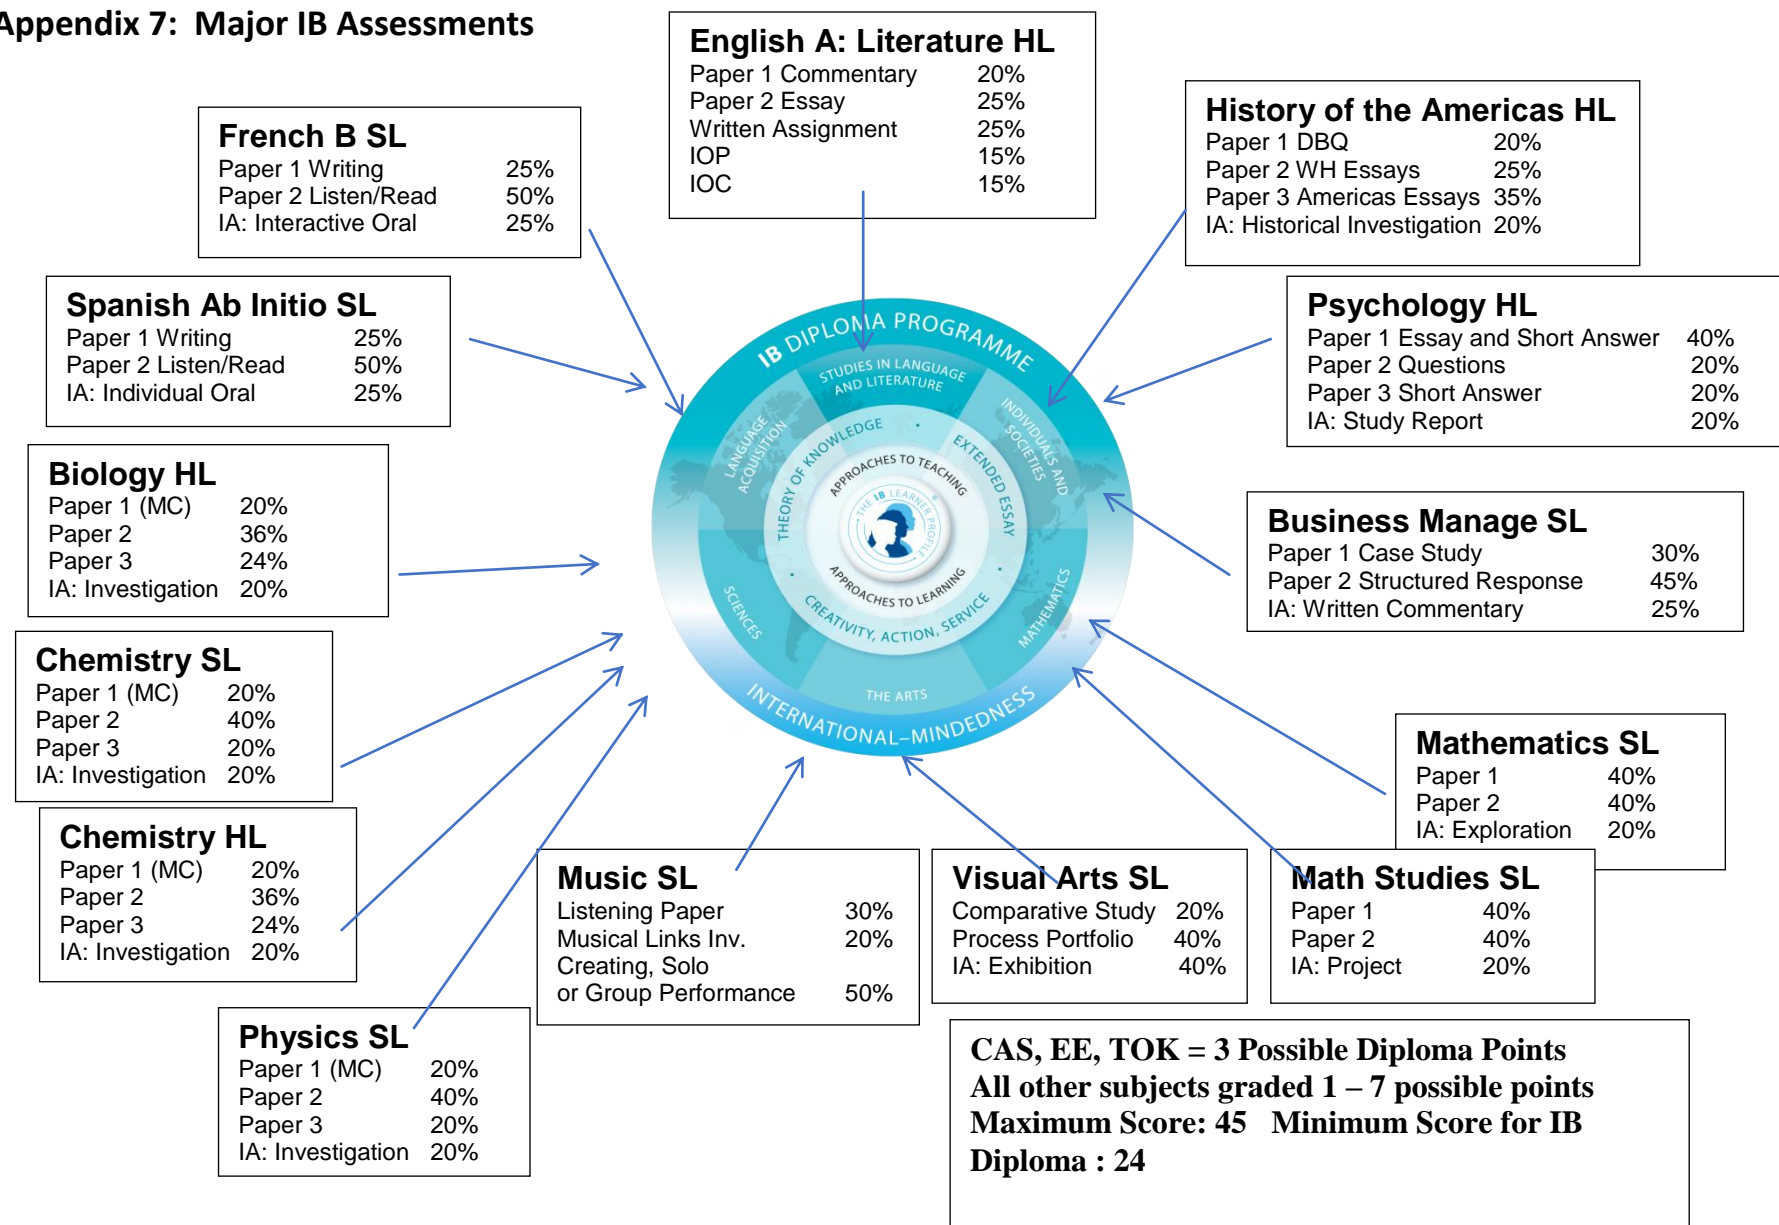 Appendix 7: Major IB Assessments
English A: Literature HL
Paper 1 Commentary 20%
Paper 2 Essay 25%
Written Assignment 25%
IOP 15%
IOC 15%
French B SL
Paper 1 Writing 25%
Paper 2 Listen/Read 50%
IA: Interactive Oral 25%
History of the Americas HL
Paper 1 DBQ 20%
Paper 2 WH Essays 25%
Paper 3 Americas Essays 35%
IA: Historical Investigation 20%
Spanish Ab Initio SL
Paper 1 Writing 25%
Paper 2 Listen/Read 50%
IA: Individual Oral 25%
Psychology HL
Paper 1 Essay and Short Answer 40%
Paper 2 Questions 20%
Paper 3 Short Answer 20%
IA: Study Report 20%
IB DIPLOMA PROGRAMME
STUDIES IN LANGUAGE
AND LITERATURE
LANGUAGE
ACQUISITION
INDIVIDUALS AND
SOCIETIES
THEORY OF KNOWLEDGE
EXTENDED ESSAY
APPROACHES TO TEACHING
THE IB LEARNER PROFILE
APPROACHES TO LEARNING
CREATIVITY, ACTION, SERVICE
SCIENCES
MATHEMATICS
THE ARTS
INTERNATIONAL–MINDEDNESS
Biology HL
Paper 1 (MC) 20%
Paper 2 36%
Paper 3 24%
IA: Investigation 20%
Business Manage SL
Paper 1 Case Study 30%
Paper 2 Structured Response 45%
IA: Written Commentary 25%
Chemistry SL
Paper 1 (MC) 20%
Paper 2 40%
Paper 3 20%
IA: Investigation 20%
Mathematics SL
Paper 1 40%
Paper 2 40%
IA: Exploration 20%
Chemistry HL
Paper 1 (MC) 20%
Paper 2 36%
Paper 3 24%
IA: Investigation 20%
Music SL
Listening Paper 30%
Musical Links Inv. 20%
Creating, Solo
or Group Performance 50%
Visual Arts SL
Comparative Study 20%
Process Portfolio 40%
IA: Exhibition 40%
Math Studies SL
Paper 1 40%
Paper 2 40%
IA: Project 20%
Physics SL
Paper 1 (MC) 20%
Paper 2 40%
Paper 3 20%
IA: Investigation 20%
CAS, EE, TOK = 3 Possible Diploma Points
All other subjects graded 1 – 7 possible points
Maximum Score: 45 Minimum Score for IB
Diploma : 24